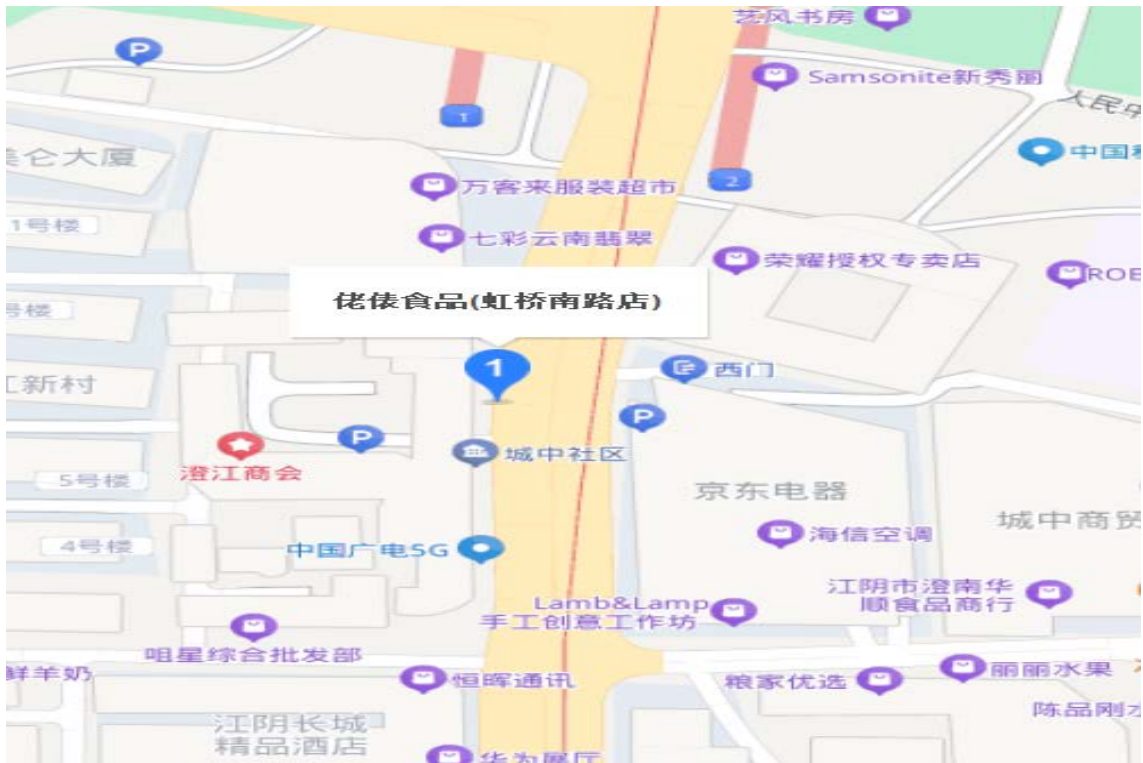 艺风书房
P
Samsonite新秀丽
人民中
1
中国移
美仑大厦
2
万客来服装超市
1号楼
七彩云南翡翠
荣耀授权专卖店
ROE
佬俵食品(虹桥南路店)
号楼
1
西门
江新村
P
P
城中社区
澄江商会
5号楼
京东电器
城中商贸
海信空调
4号楼
中国广电5G
江阴市澄南华
顺食品商行
Lamb&Lamp
手工创意工作坊
咀星综合批发部
鲜羊奶
恒晖通讯
粮家优选
丽丽水果
陈品刚水
江阴长城
精品酒店
华为展厅